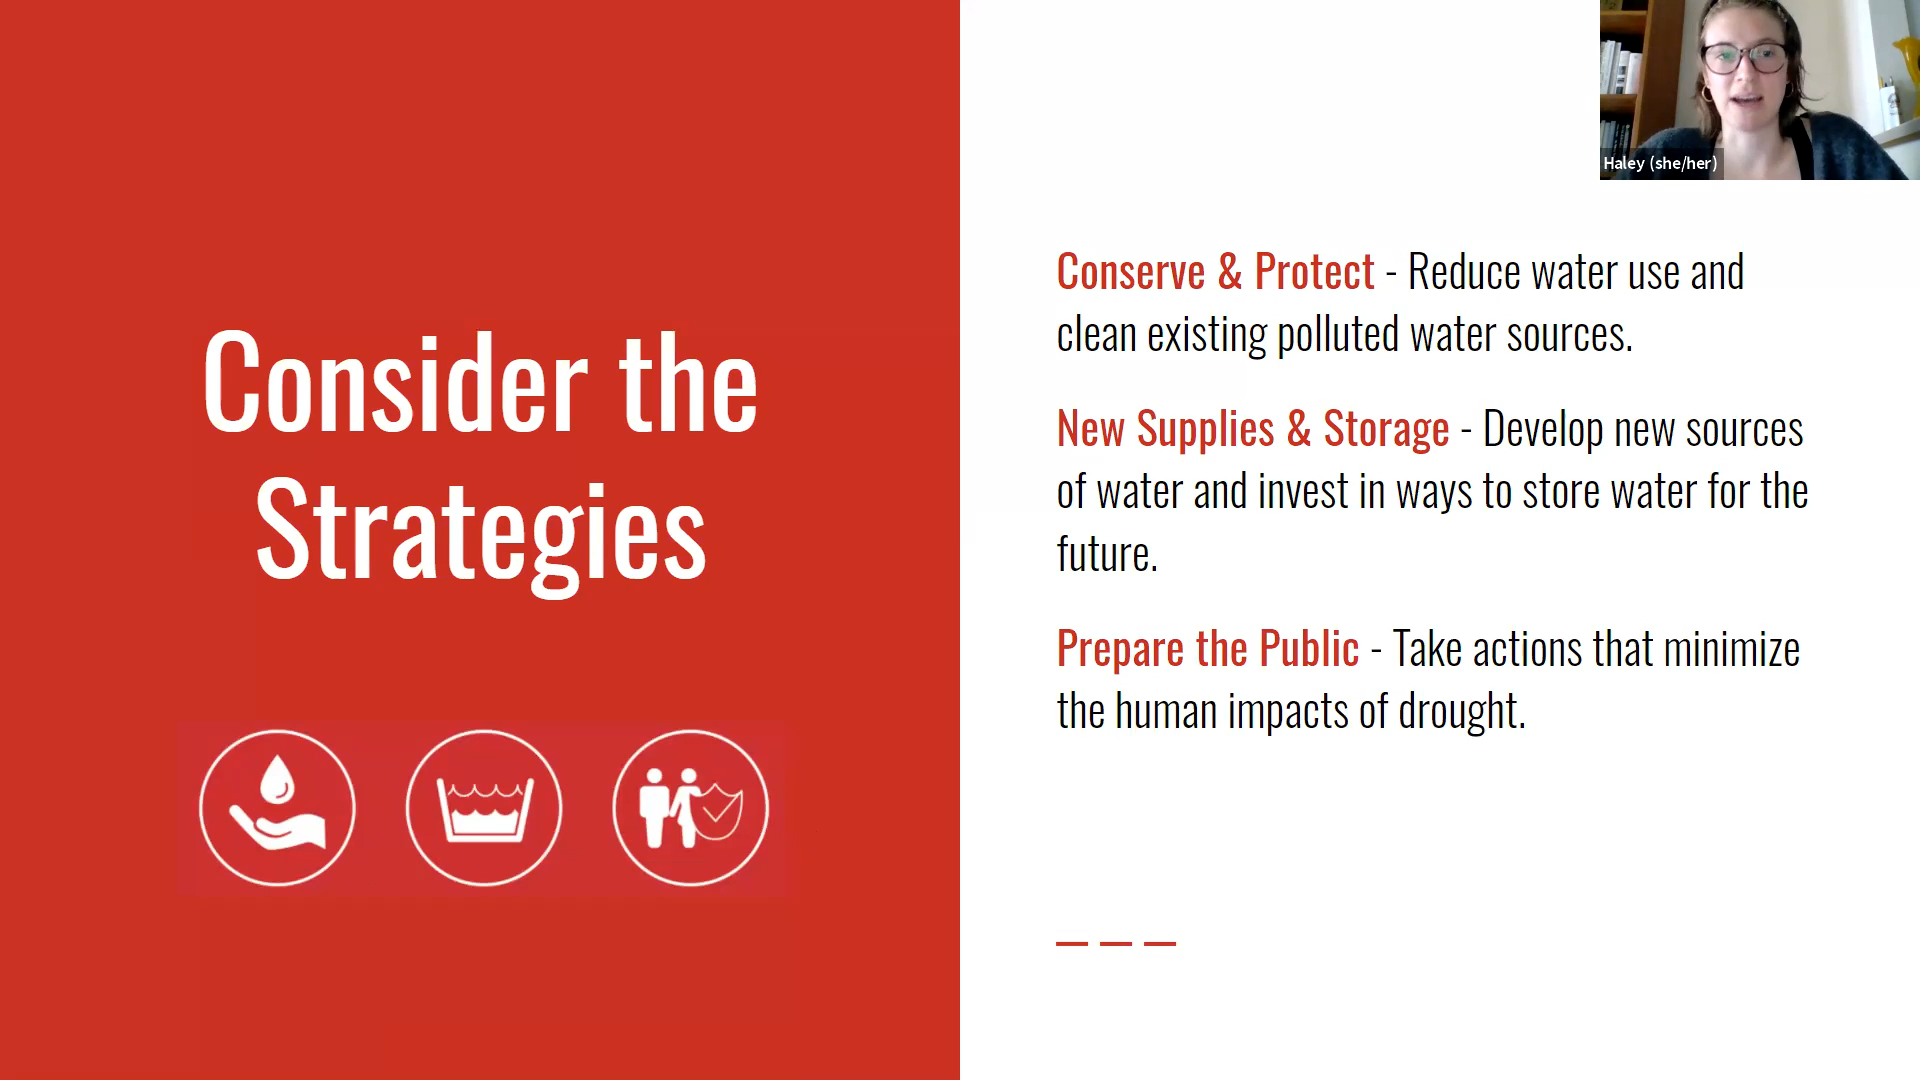 Consider the
Strategies
Haley (she/her)
Conserve & Protect - Reduce water use and
clean existing polluted water sources.
New Supplies & Storage - Develop new sources
of water and invest in ways to store water for the
future.
Prepare the Public - Take actions that minimize
the human impacts of drought.